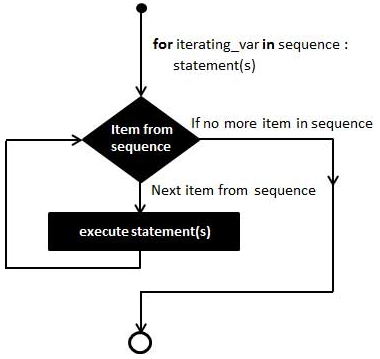 for iterating_var in sequence :
statement(s)
Item from
sequence
If no more item in sequence
Next item from sequence
execute statement(s)